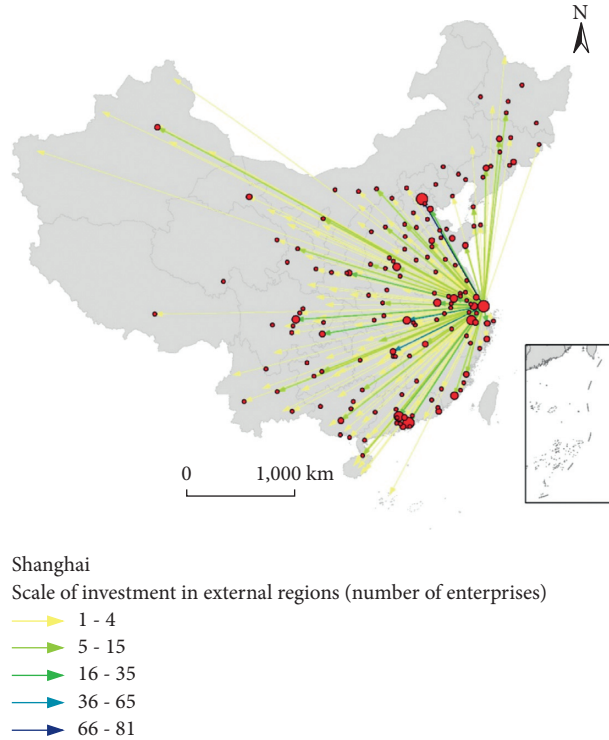 N
0 1,000 km
Shanghai
Scale of investment in external regions (number of enterprises)
1 - 4
5 - 15
16 - 35
36 - 65
66 - 81